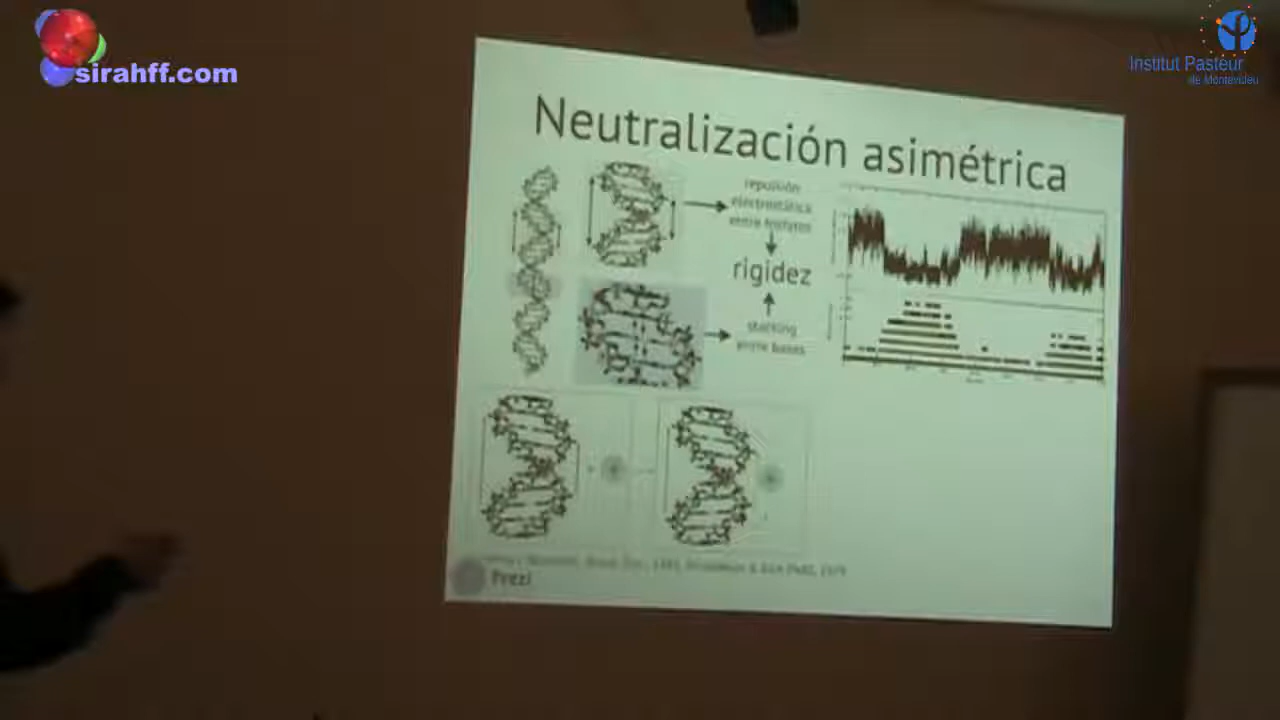 sirahff.com
Institut Pasteur
de Montevideo
Neutralización asimétrica
repulsión
electrostática
entre fosfatos
rigidez
stacking
entre bases
Prezi